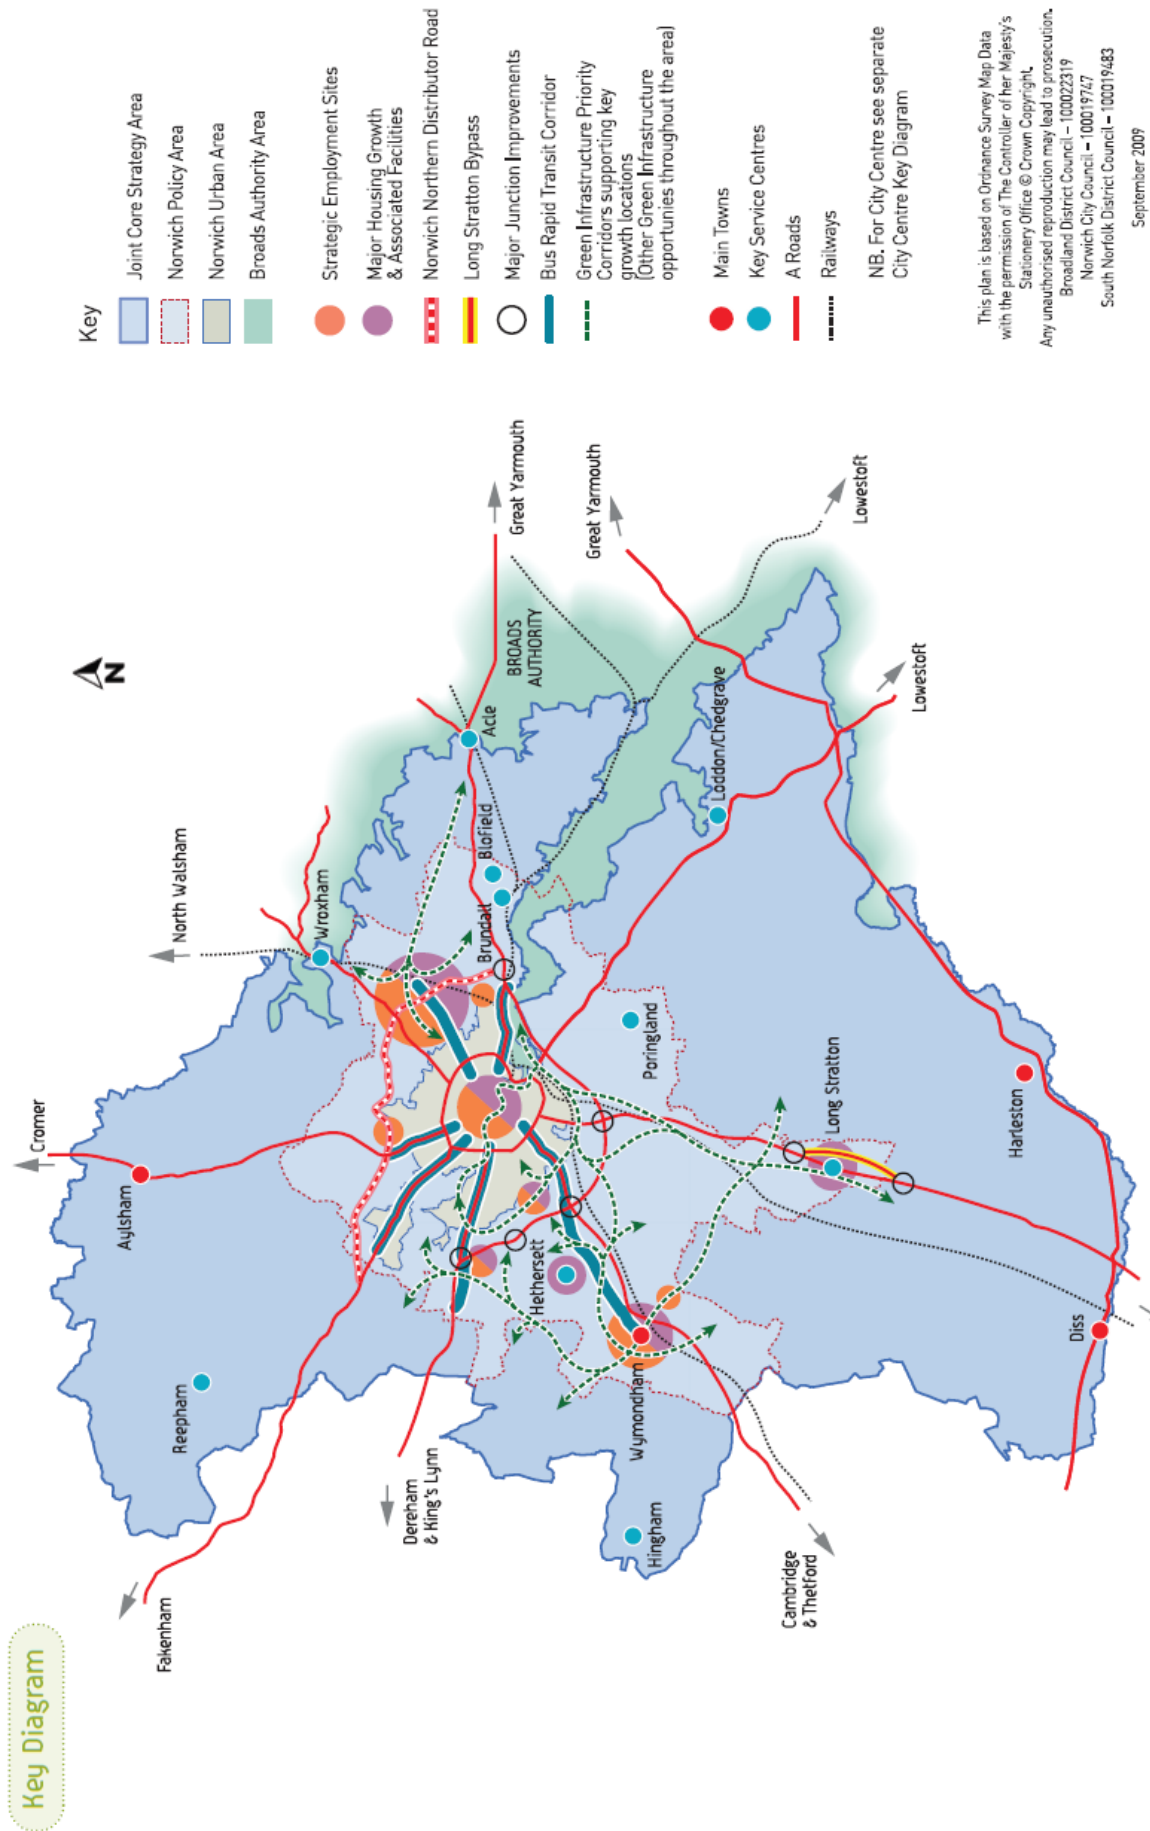 Key Diagram
Fakenham
Reepham
Aylsham
Cromer
North Walsham
Wroxham
N
Dereham
& King's Lynn
Hethersett
Brundall
Blofield
Acle
BROADS
AUTHORITY
Great Yarmouth
Great Yarmouth
Hingham
Wymondham
Poringland
Loddon/Chedgrave
Lowestoft
Cambridge
& Thetford
Long Stratton
Lowestoft
Harleston
Diss
Key
Joint Core Strategy Area
Norwich Policy Area
Norwich Urban Area
Broads Authority Area
Strategic Employment Sites
Major Housing Growth
& Associated Facilities
Norwich Northern Distributor Road
Long Stratton Bypass
Major Junction Improvements
Bus Rapid Transit Corridor
Green Infrastructure Priority
Corridors supporting key
growth locations
(Other Green Infrastructure
opportunies throughout the area)
Main Towns
Key Service Centres
A Roads
Railways
NB. For City Centre see separate
City Centre Key Diagram
This plan is based on Ordnance Survey Map Data
with the permission of The Controller of her Majesty's
Stationery Office © Crown Copyright.
Any unauthorised reproduction may lead to prosecution.
Broadland District Council – 100022319
Norwich City Council – 100019747
South Norfolk District Council – 100019483
September 2009